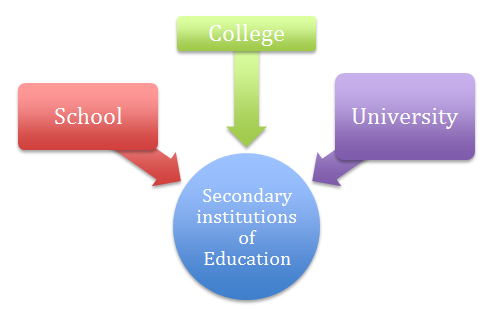 College
School
University
Secondary
institutions
of
Education